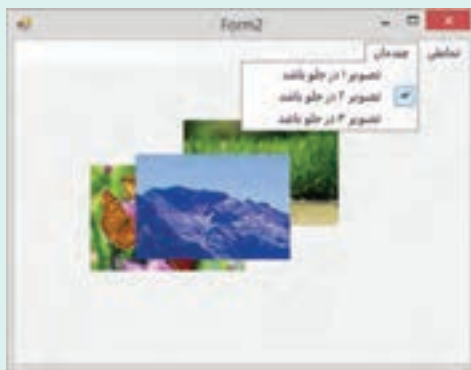 Form2
نمایش چیدمان
تصویر ۱ در جلو باشد
تصویر ۲ در جلو باشد
تصویر ۳ در جلو باشد